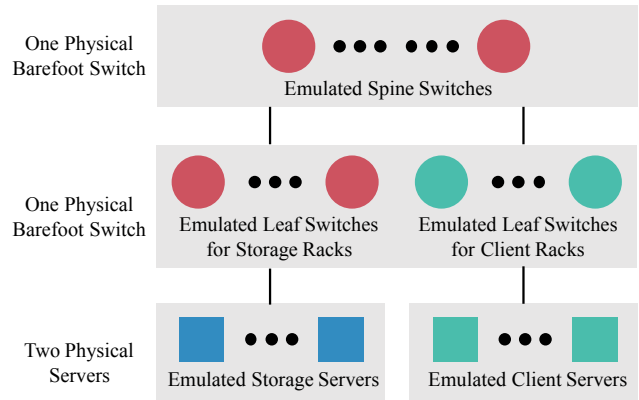 One Physical
Barefoot Switch
Emulated Spine Switches
One Physical
Barefoot Switch
Emulated Leaf Switches
for Storage Racks
Emulated Leaf Switches
for Client Racks
Two Physical
Servers
Emulated Storage Servers
Emulated Client Servers